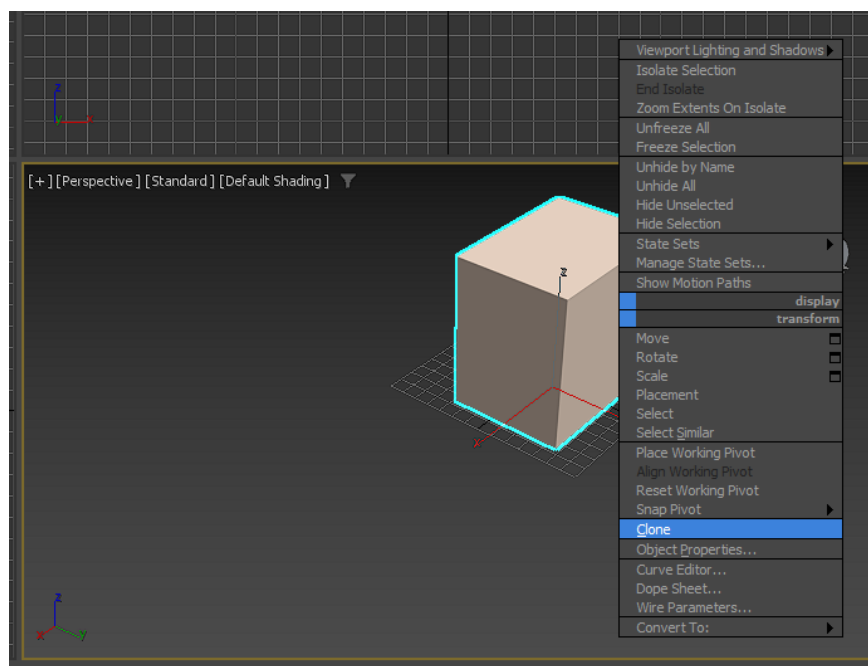 z
y
x
[+] [Perspective] [Standard] [Default Shading]
z
x
z
x
y
Viewport Lighting and Shadows
Isolate Selection
End Isolate
Zoom Extents On Isolate
Unfreeze All
Freeze Selection
Unhide by Name
Unhide All
Hide Unselected
Hide Selection
State Sets
Manage State Sets...
Show Motion Paths
display
transform
Move
Rotate
Scale
Placement
Select
Select Similar
Place Working Pivot
Align Working Pivot
Reset Working Pivot
Snap Pivot
Clone
Object Properties...
Curve Editor...
Dope Sheet...
Wire Parameters...
Convert To: